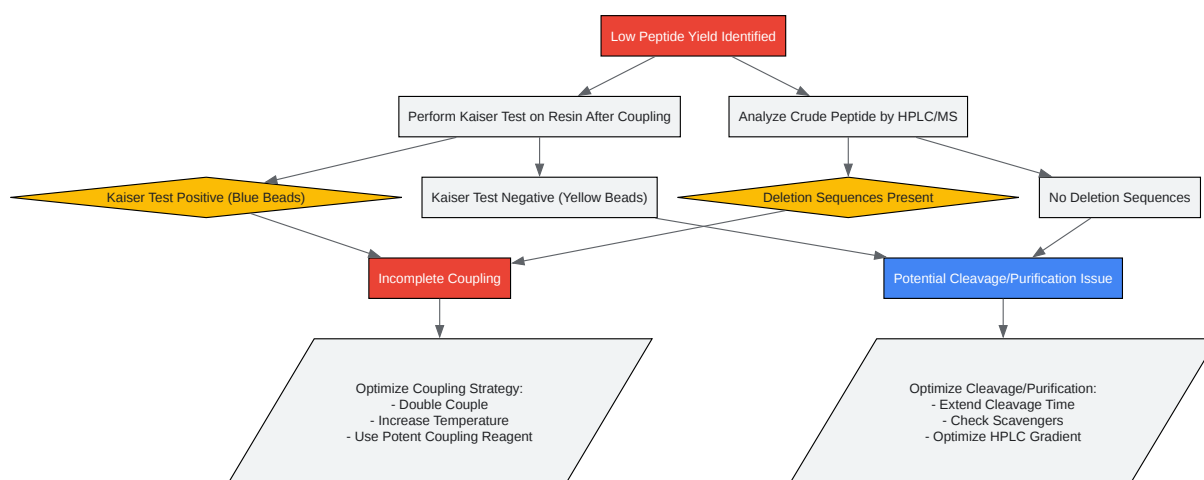 Low Peptide Yield Identified
Perform Kaiser Test on Resin After Coupling
Analyze Crude Peptide by HPLC/MS
Kaiser Test Positive (Blue Beads)
Kaiser Test Negative (Yellow Beads)
Deletion Sequences Present
No Deletion Sequences
Incomplete Coupling
Potential Cleavage/Purification Issue
Optimize Coupling Strategy:
- Double Couple
- Increase Temperature
- Use Potent Coupling Reagent
Optimize Cleavage/Purification:
- Extend Cleavage Time
- Check Scavengers
- Optimize HPLC Gradient